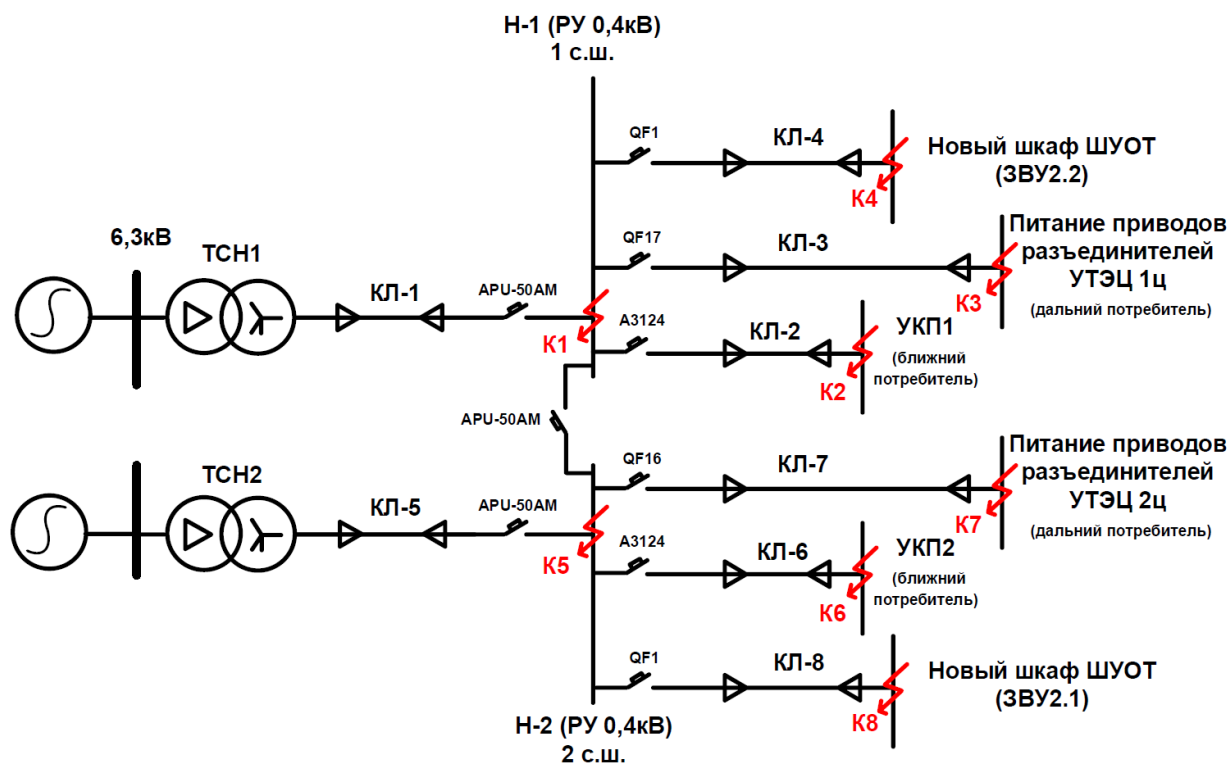 Н-1 (РУ 0,4кВ)
1 с.ш.
QF1
КЛ-4
Новый шкаф ШУОТ
(ЗВУ2.2)
К4
6,3кВ
ТСН1
КЛ-1
APU-50AM
К1
QF17
КЛ-3
Питание приводов
разъединителей
УТЭЦ 1ц
(дальний потребитель)
К3
А3124
КЛ-2
УКП1
(ближний
потребитель)
К2
APU-50AM
ТСН2
КЛ-5
APU-50AM
К5
QF16
КЛ-7
Питание приводов
разъединителей
УТЭЦ 2ц
(дальний потребитель)
К7
А3124
КЛ-6
УКП2
(ближний
потребитель)
К6
QF1
КЛ-8
Новый шкаф ШУОТ
(ЗВУ2.1)
К8
Н-2 (РУ 0,4кВ)
2 с.ш.